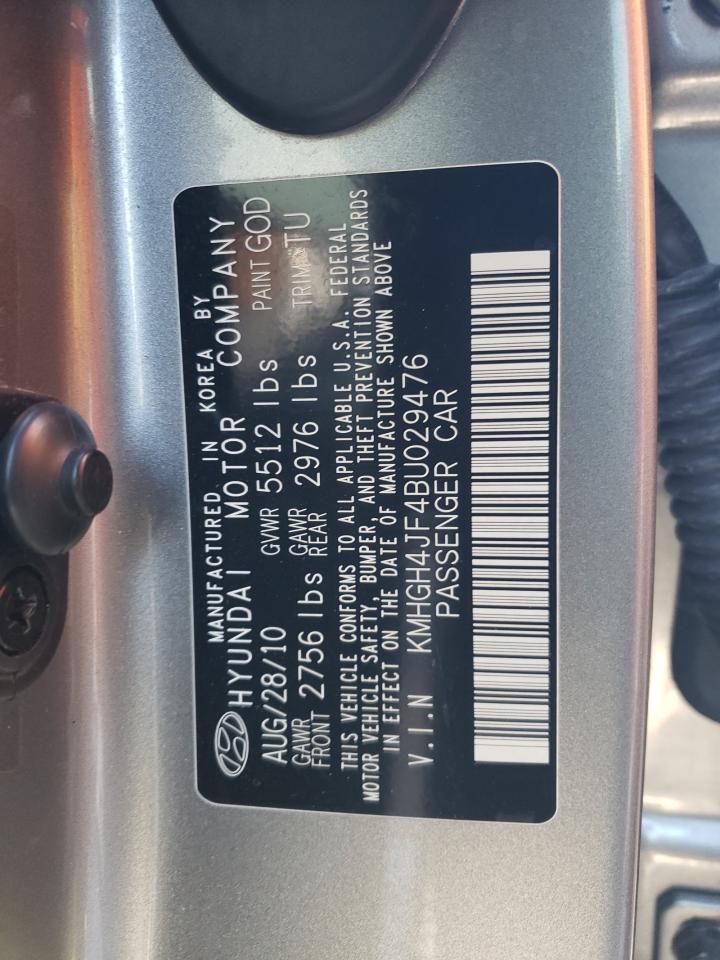 MANUFACTURED IN KOREA BY
HYUNDAI MOTOR COMPANY
AUG/28/10 GVWR 5512 lbs PAINT GOD
GAWR FRONT 2756 lbs GAWR REAR 2976 lbs TRIM TU
THIS VEHICLE CONFORMS TO ALL APPLICABLE U.S.A. FEDERAL
MOTOR VEHICLE SAFETY, BUMPER, AND THEFT PREVENTION STANDARDS
IN EFFECT ON THE DATE OF MANUFACTURE SHOWN ABOVE
V.I.N KMHGH4JF4BU029476
PASSENGER CAR